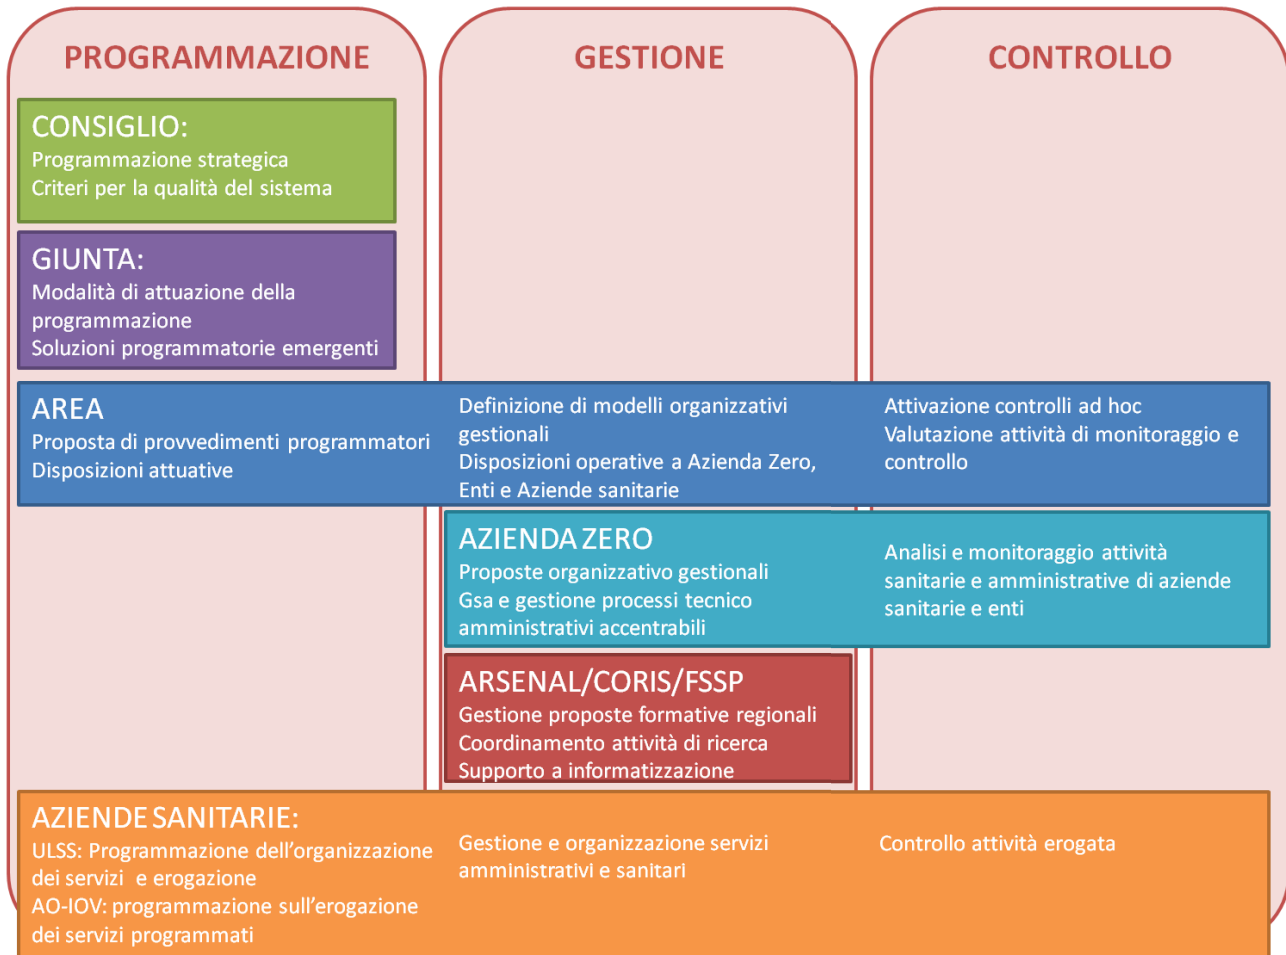 PROGRAMMAZIONE
GESTIONE
CONTROLLO
CONSIGLIO:
Programmazione strategica
Criteri per la qualità del sistema
GIUNTA:
Modalità di attuazione della
programmazione
Soluzioni programmatorie emergenti
AREA
Proposta di provvedimenti programmatori
Disposizioni attuative
Definizione di modelli organizzativi
gestionali
Disposizioni operative a Azienda Zero,
Enti e Aziende sanitarie
Attivazione controlli ad hoc
Valutazione attività di monitoraggio e
controllo
AZIENDA ZERO
Proposte organizzativo gestionali
Gsa e gestione processi tecnico
amministrativi accentrabili
Analisi e monitoraggio attività
sanitarie e amministrative di aziende
sanitarie e enti
ARSENAL/CORIS/FSSP
Gestione proposte formative regionali
Coordinamento attività di ricerca
Supporto a informatizzazione
AZIENDE SANITARIE:
ULSS: Programmazione dell'organizzazione
dei servizi e erogazione
AO-IOV: programmazione sull'erogazione
dei servizi programmati
Gestione e organizzazione servizi
amministrativi e sanitari
Controllo attività erogata